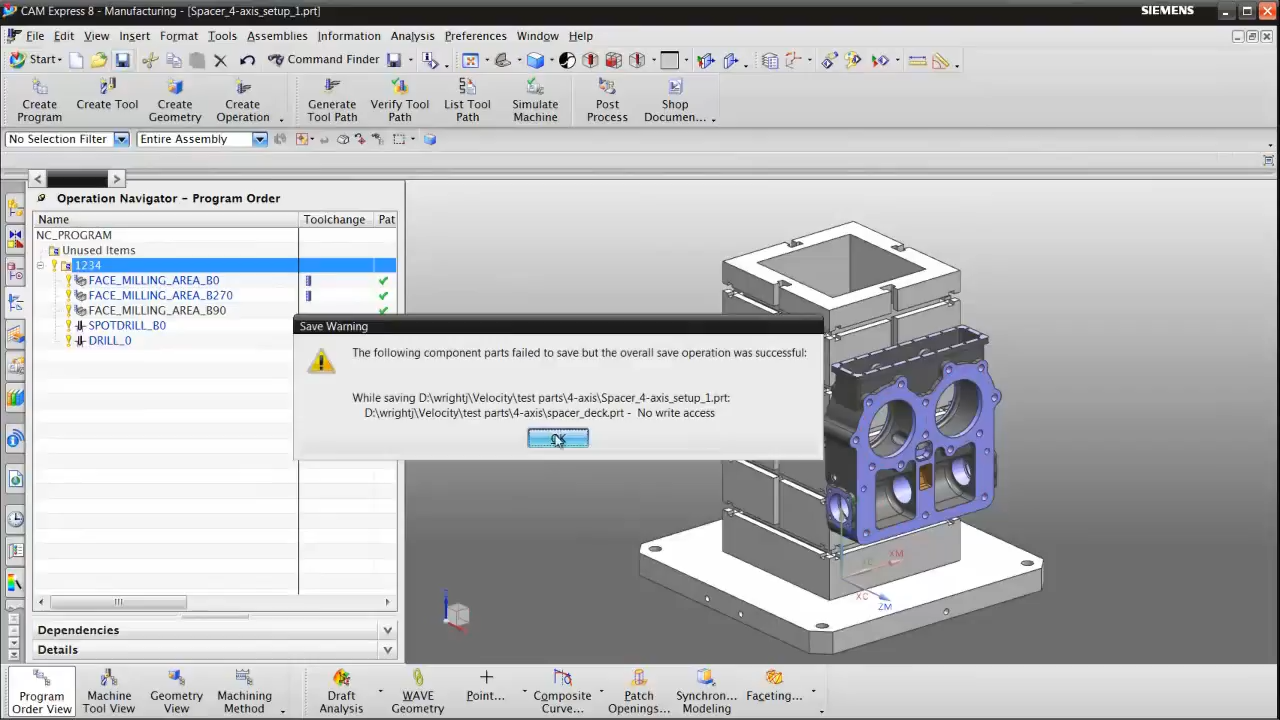 CAM Express 8 - Manufacturing - [Spacer_4-axis_setup_1.prt]
SIEMENS
File Edit View Insert Format Tools Assemblies Information Analysis Preferences Window Help
Start Command Finder
Create Program
Create Tool
Create Geometry
Create Operation
Generate Tool Path
Verify Tool Path
List Tool Path
Simulate Machine
Post Process
Shop Documen...
No Selection Filter Entire Assembly
Operation Navigator - Program Order
Name Toolchange Pat
NC_PROGRAM
Unused Items
1234
FACE_MILLING_AREA_B0
FACE_MILLING_AREA_B270
FACE_MILLING_AREA_B90
SPOTDRILL_B0
DRILL_0
Save Warning
The following component parts failed to save but the overall save operation was successful:
While saving D:\wrightj\Velocity\test parts\4-axis\Spacer_4-axis_setup_1.prt:
D:\wrightj\Velocity\test parts\4-axis\spacer_deck.prt - No write access
OK
XM
XC
ZM
Dependencies
Details
Program Order View
Machine Tool View
Geometry View
Machining Method
Draft Analysis
WAVE Geometry
Point...
Composite Curve...
Patch Openings...
Synchron... Modeling
Faceting...